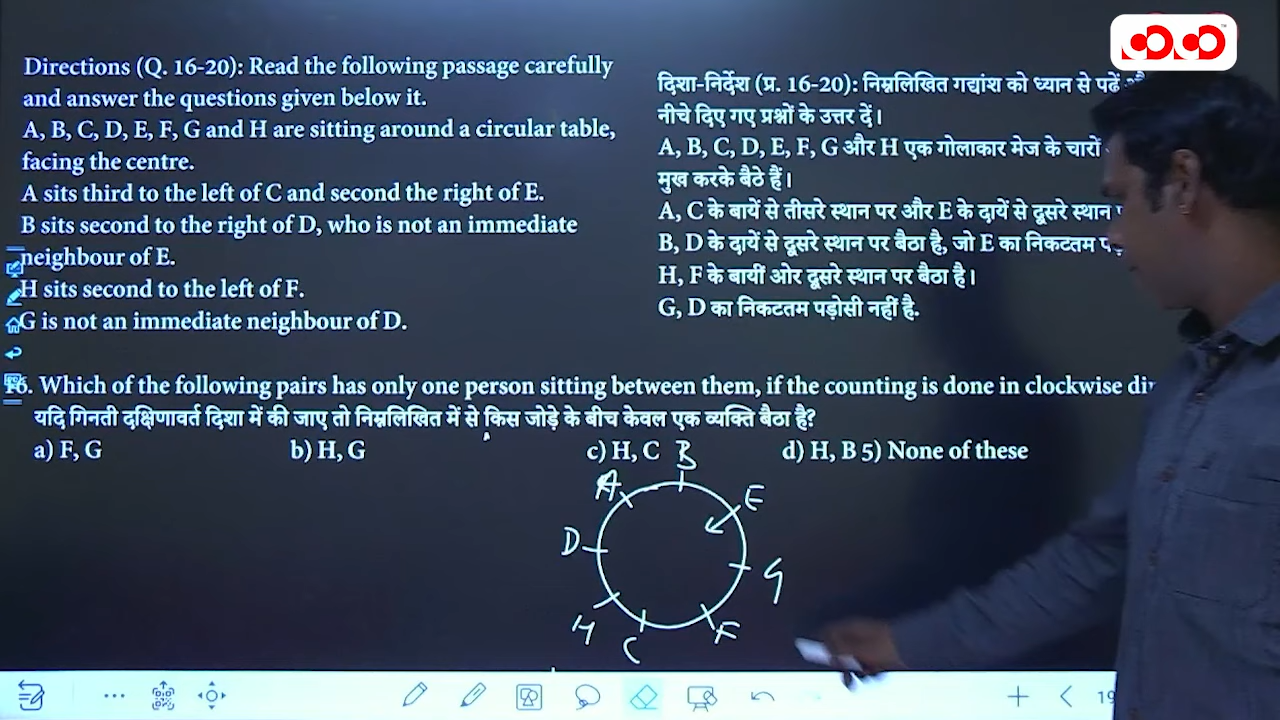 Directions (Q. 16-20): Read the following passage carefully
and answer the questions given below it.
A, B, C, D, E, F, G and H are sitting around a circular table,
facing the centre.
A sits third to the left of C and second the right of E.
B sits second to the right of D, who is not an immediate
neighbour of E.
H sits second to the left of F.
G is not an immediate neighbour of D.
दिशा-निर्देश (प्र. 16-20): निम्नलिखित गद्यांश को ध्यान से पढ़ें
नीचे दिए गए प्रश्नों के उत्तर दें।
A, B, C, D, E, F, G और H एक गोलाकार मेज के चारों
मुख करके बैठे हैं।
A, C के बायें से तीसरे स्थान पर और E के दायें से दूसरे स्थान
B, D के दायें से दूसरे स्थान पर बैठा है, जो E का निकटतम
H, F के बायीं ओर दूसरे स्थान पर बैठा है।
G, D का निकटतम पड़ोसी नहीं है.
16. Which of the following pairs has only one person sitting between them, if the counting is done in clockwise
यदि गिनती दक्षिणावर्त दिशा में की जाए तो निम्नलिखित में से किस जोड़े के बीच केवल एक व्यक्ति बैठा है?
a) F, G b) H, G c) H, C d) H, B 5) None of these
B
A
E
D
G
H
F
C
19